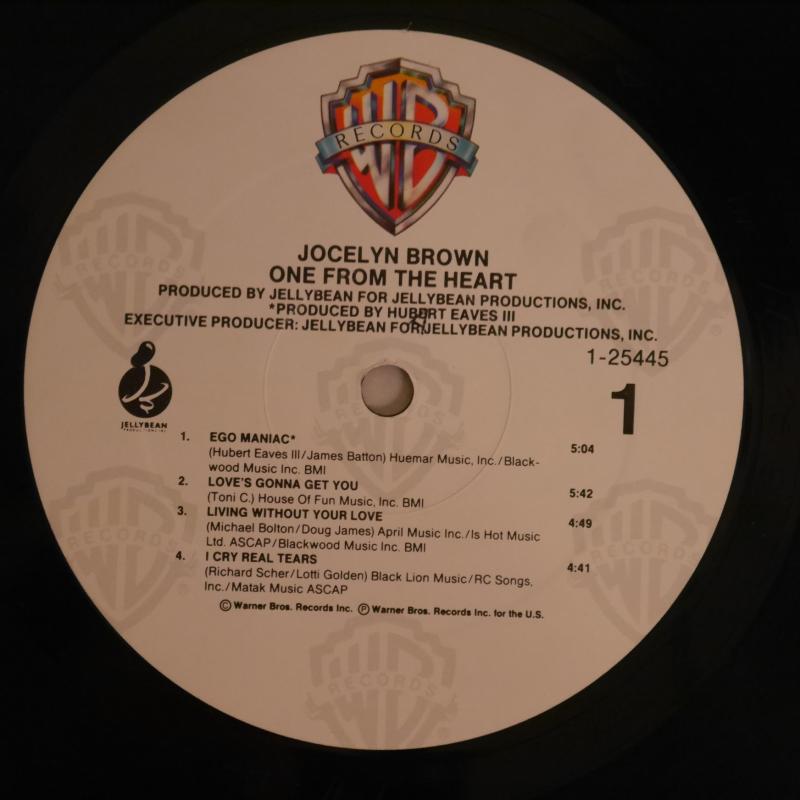 WB
RECORDS
JOCELYN BROWN
ONE FROM THE HEART
PRODUCED BY JELLYBEAN FOR JELLYBEAN PRODUCTIONS, INC.
*PRODUCED BY HUBERT EAVES III
EXECUTIVE PRODUCER: JELLYBEAN FOR JELLYBEAN PRODUCTIONS, INC.
1-25445
1
JELLYBEAN
PRODUCTIONS INC
1. EGO MANIAC* 5:04
(Hubert Eaves III/James Batton) Huemar Music, Inc./Black-
wood Music Inc. BMI
2. LOVE'S GONNA GET YOU 5:42
(Toni C.) House Of Fun Music, Inc. BMI
3. LIVING WITHOUT YOUR LOVE 4:49
(Michael Bolton/Doug James) April Music Inc./Is Hot Music
Ltd. ASCAP/Blackwood Music Inc. BMI
4. I CRY REAL TEARS 4:41
(Richard Scher/Lotti Golden) Black Lion Music/RC Songs,
Inc./Matak Music ASCAP
©Warner Bros. Records Inc. ℗Warner Bros. Records Inc. for the U.S.